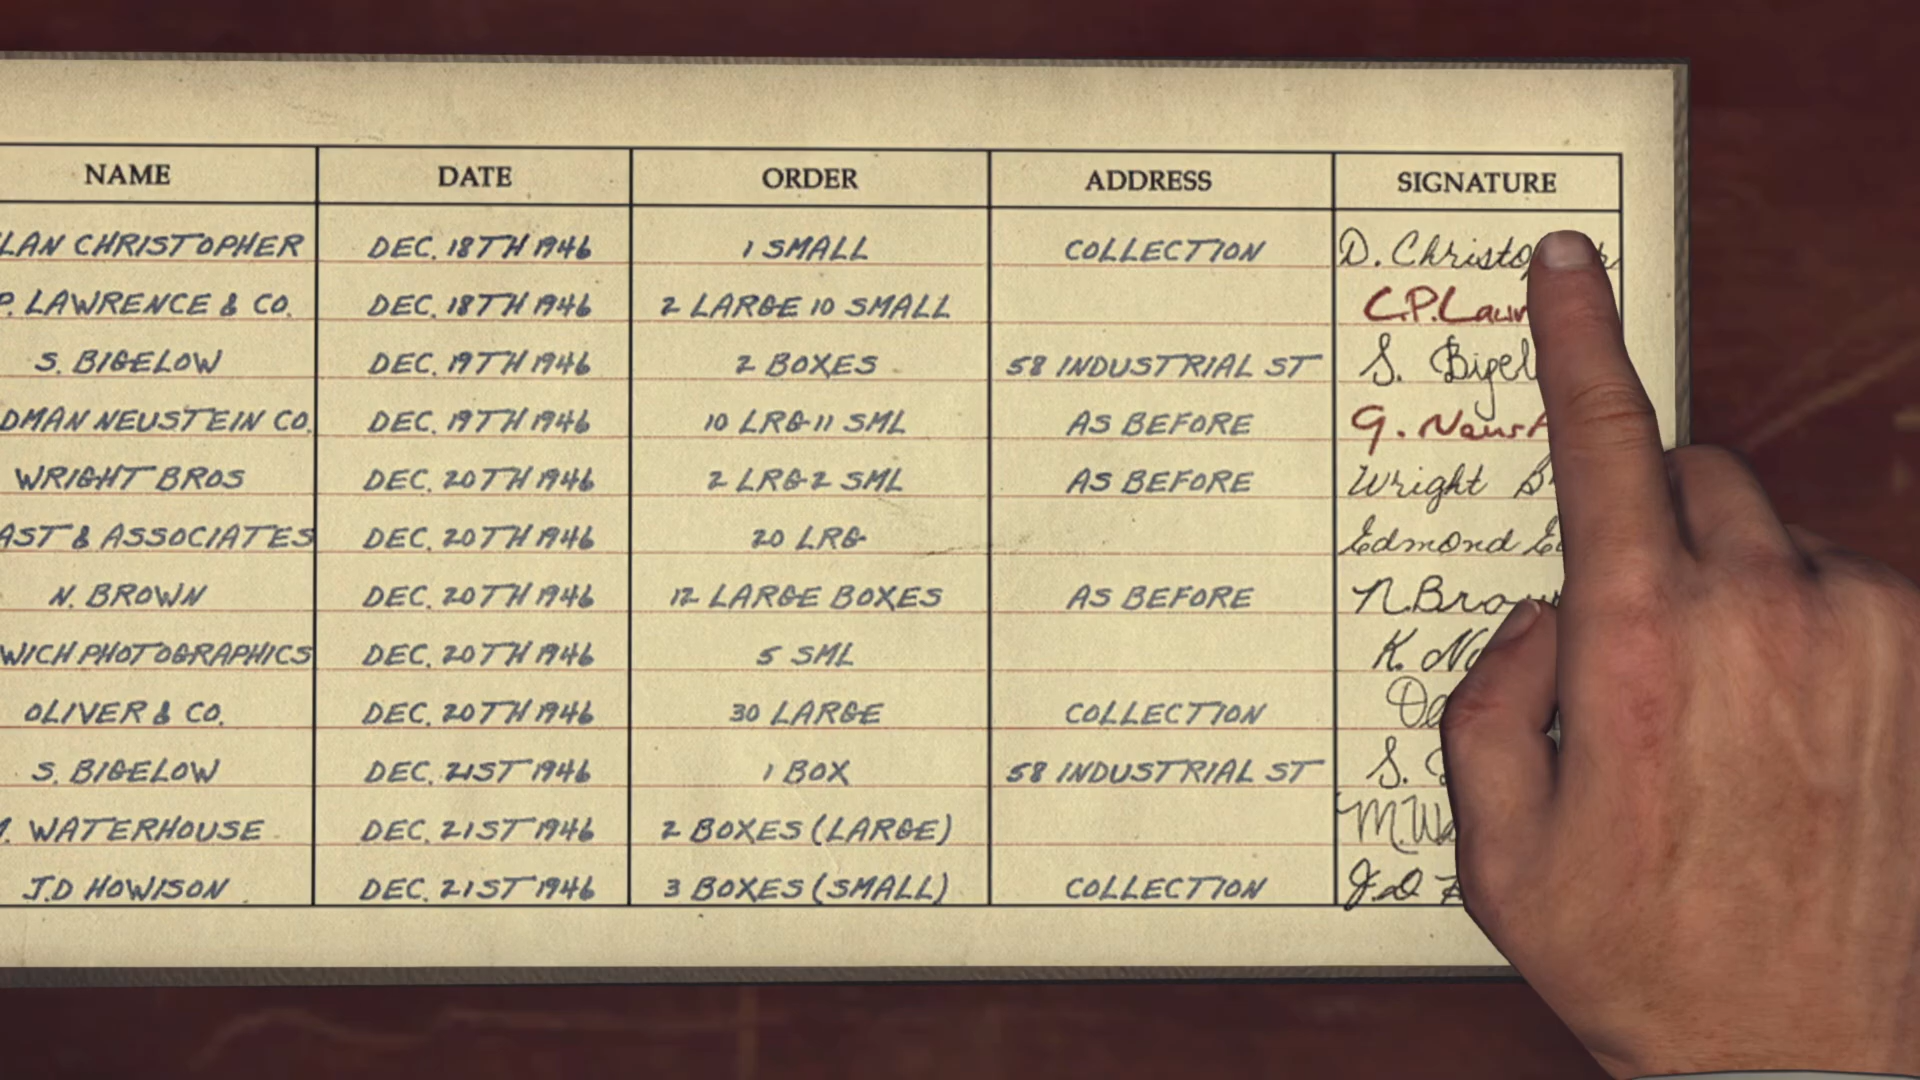 NAME DATE ORDER ADDRESS SIGNATURE
LAN CHRISTOPHER DEC. 18TH 1946 1 SMALL COLLECTION D. Christo
P. LAWRENCE & CO. DEC. 18TH 1946 2 LARGE 10 SMALL C.P. Lawr
S. BIGELOW DEC. 19TH 1946 2 BOXES 58 INDUSTRIAL ST S. Bigel
DMAN NEUSTEIN CO. DEC. 19TH 1946 10 LRG 11 SML AS BEFORE G.
WRIGHT BROS DEC. 20TH 1946 2 LRG 2 SML AS BEFORE Wright B
AST & ASSOCIATES DEC. 20TH 1946 20 LRG Edmond E
N. BROWN DEC. 20TH 1946 12 LARGE BOXES AS BEFORE N. Brow
WICH PHOTOGRAPHICS DEC. 20TH 1946 5 SML K. No
OLIVER & CO. DEC. 20TH 1946 30 LARGE COLLECTION
S. BIGELOW DEC. 21ST 1946 1 BOX 58 INDUSTRIAL ST S.
. WATERHOUSE DEC. 21ST 1946 2 BOXES (LARGE) M. Wa
J.D HOWISON DEC. 21ST 1946 3 BOXES (SMALL) COLLECTION J.D